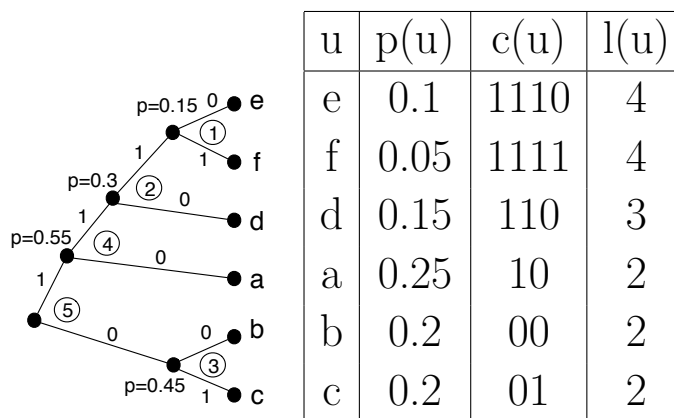 p=0.15 0 e
①
1 1 f
p=0.3 ② 0 d
1
p=0.55 ④ 0 a
1
⑤ 0 0 b
③
p=0.45 1 c
u p(u) c(u) l(u)
e 0.1 1110 4
f 0.05 1111 4
d 0.15 110 3
a 0.25 10 2
b 0.2 00 2
c 0.2 01 2